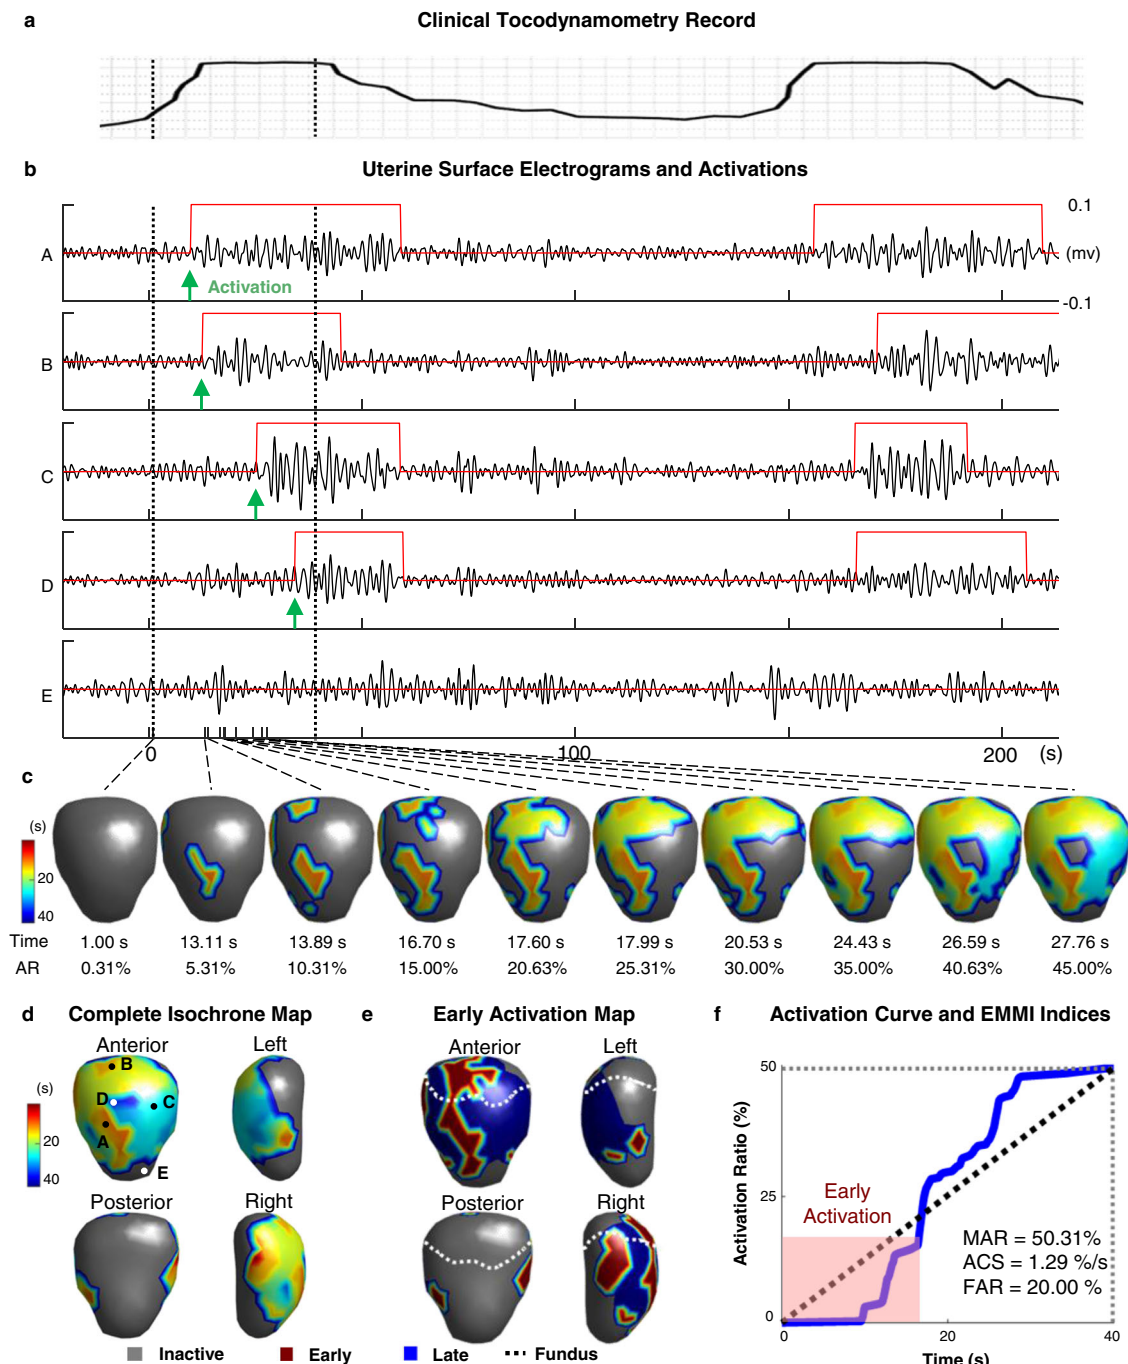 a Clinical Tocodynamometry Record
b Uterine Surface Electrograms and Activations
0.1
A
(mv)
Activation
-0.1
B
C
D
E
0 100 200 (s)
c
(s)
20
40
Time 1.00 s 13.11 s 13.89 s 16.70 s 17.60 s 17.99 s 20.53 s 24.43 s 26.59 s 27.76 s
AR 0.31% 5.31% 10.31% 15.00% 20.63% 25.31% 30.00% 35.00% 40.63% 45.00%
d Complete Isochrone Map
Anterior Left
(s)
20
40
B
D
C
A
E
Posterior Right
e Early Activation Map
Anterior Left
Posterior Right
Inactive Early Late Fundus
f Activation Curve and EMMI Indices
50
25
0
Activation Ratio (%)
Early
Activation
MAR = 50.31%
ACS = 1.29 %/s
FAR = 20.00 %
0 20 40
Time (s)